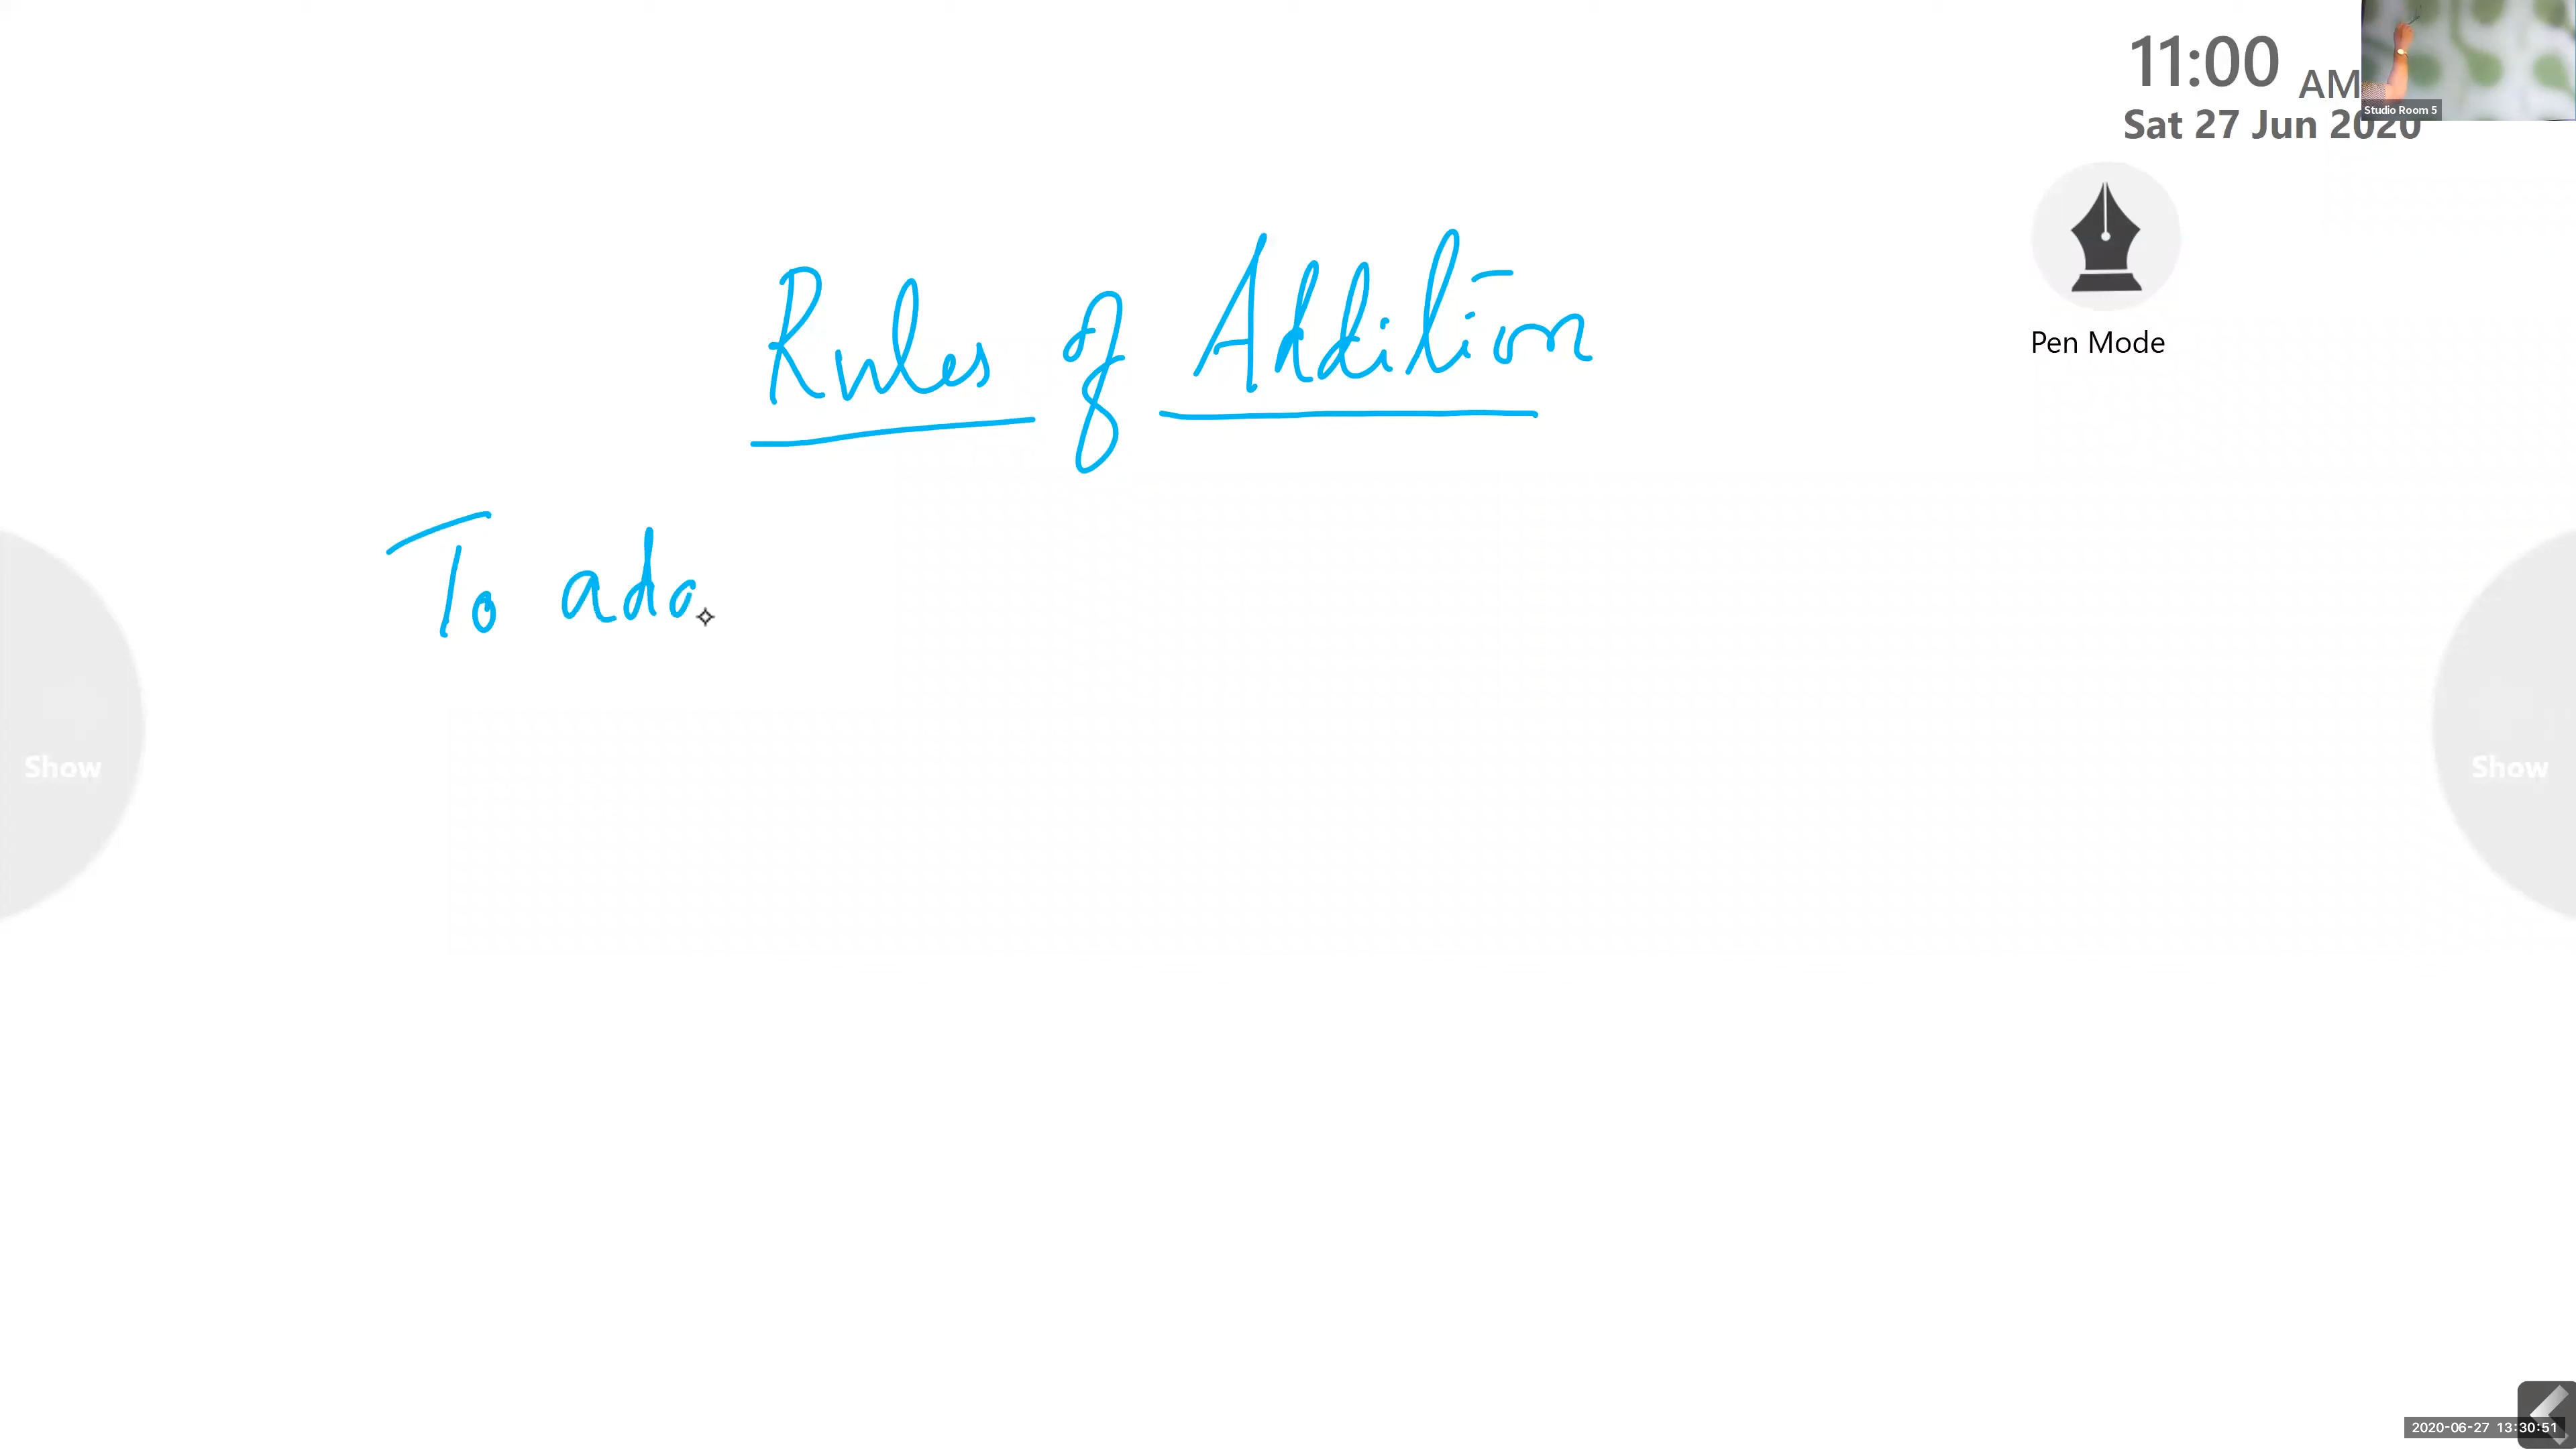 11:00 AM
Studio Room 5
Sat 27 Jun 2020
Pen Mode
Rules of Addition
To add
Show
Show
2020-06-27 13:30:51